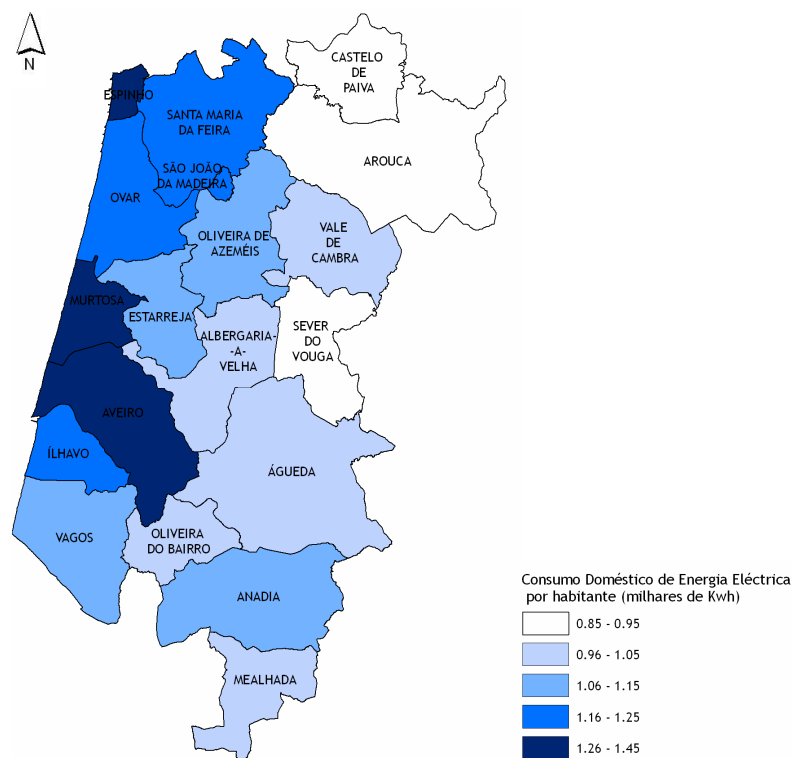 N
CASTELO
DE
PAIVA
ESPINHO
SANTA MARIA
DA FEIRA
AROUCA
SÃO JOÃO
DA MADEIRA
OVAR
OLIVEIRA DE
AZEMÉIS
VALE
DE
CAMBRA
MURTOSA
ESTARREJA
ALBERGARIA-
-A-
VELHA
SEVER
DO
VOUGA
AVEIRO
ÍLHAVO
ÁGUEDA
VAGOS
OLIVEIRA
DO BAIRRO
ANADIA
MEALHADA
Consumo Doméstico de Energia Eléctrica
por habitante (milhares de Kwh)
0.85 - 0.95
0.96 - 1.05
1.06 - 1.15
1.16 - 1.25
1.26 - 1.45